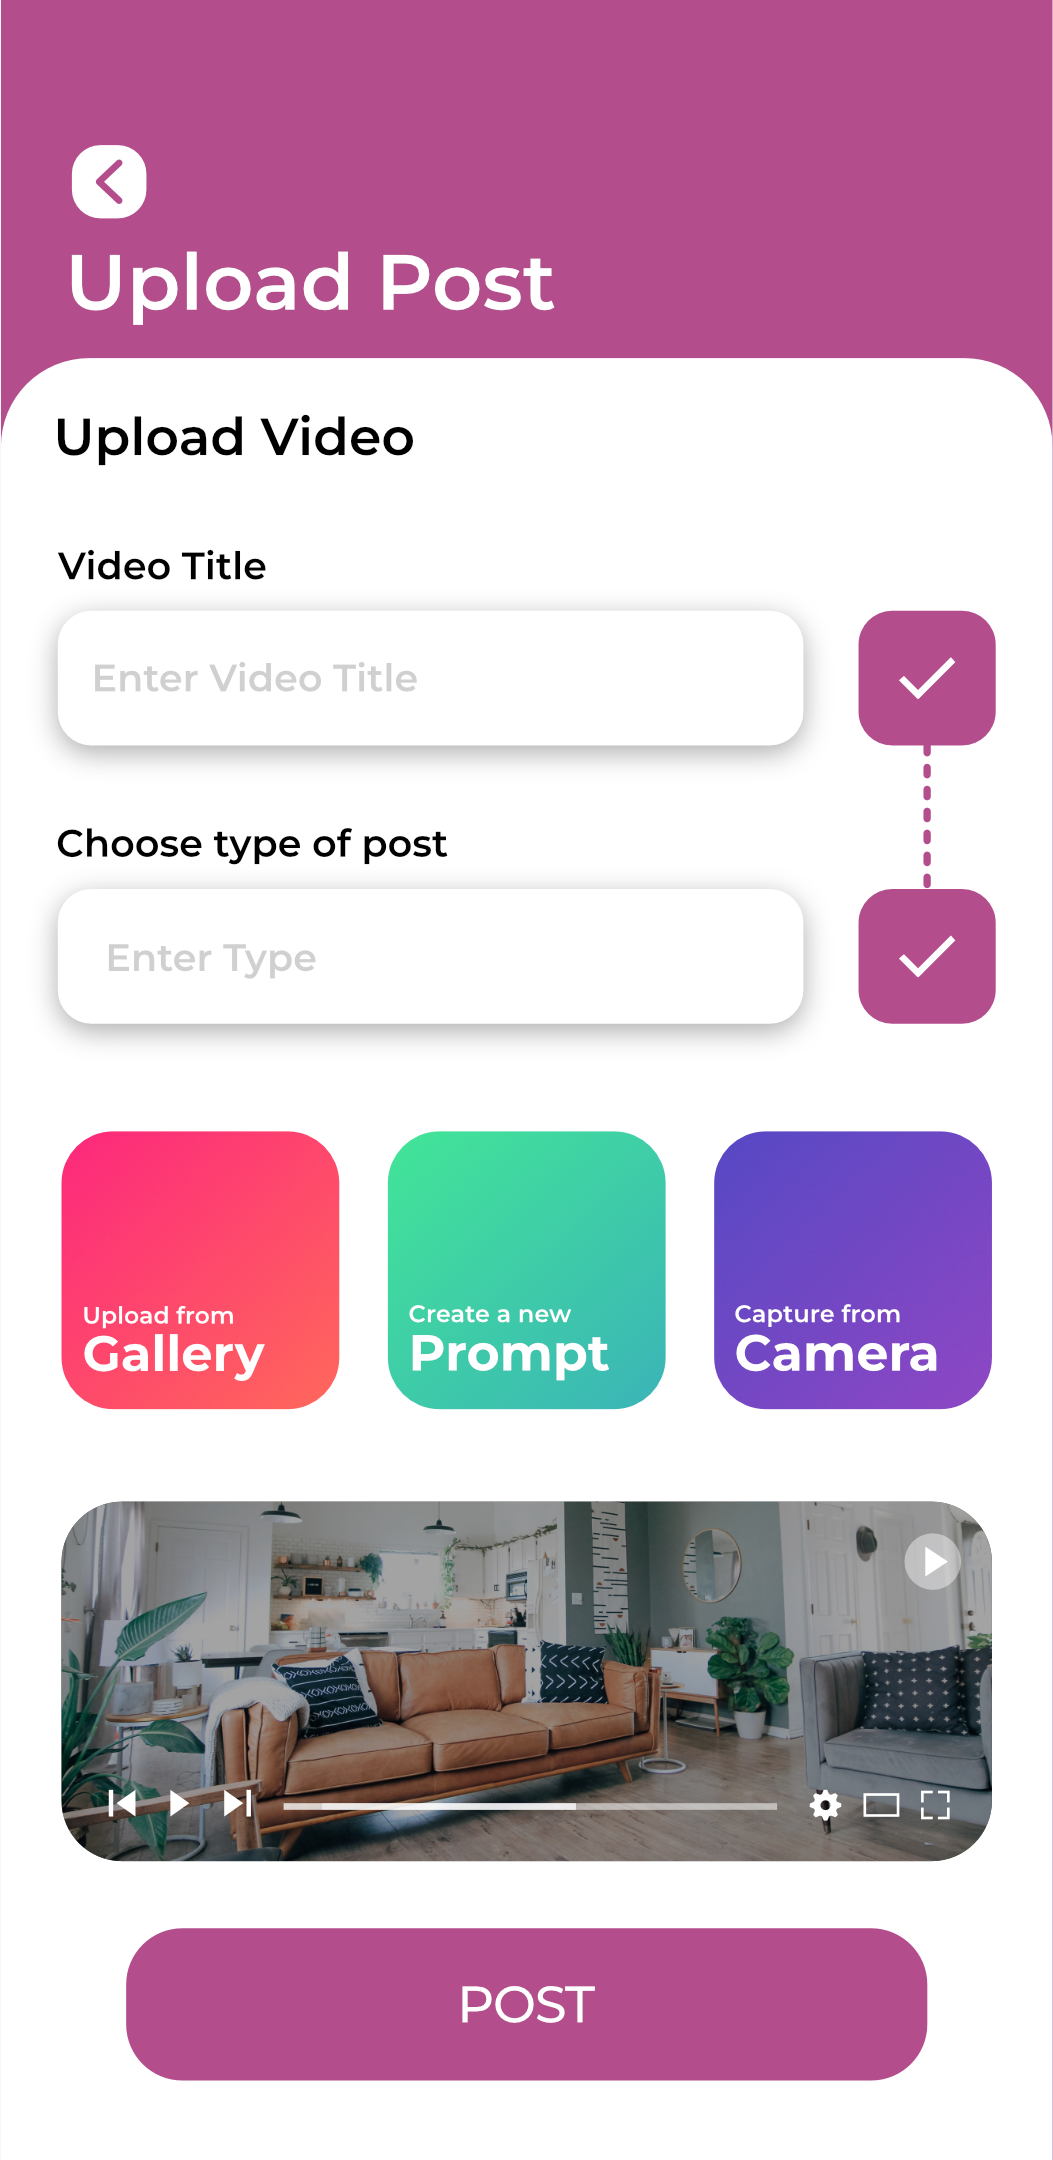 Upload Post
Upload Video
Video Title
Enter Video Title
Choose type of post
Enter Type
Upload from
Gallery
Create a new
Prompt
Capture from
Camera
POST